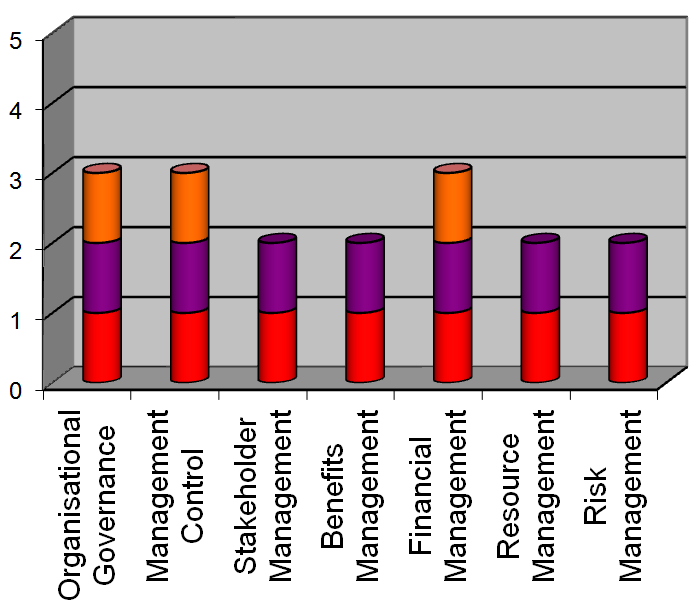 5
4
3
2
1
0
Organisational
Governance
Management
Control
Stakeholder
Management
Benefits
Management
Financial
Management
Resource
Management
Risk
Management